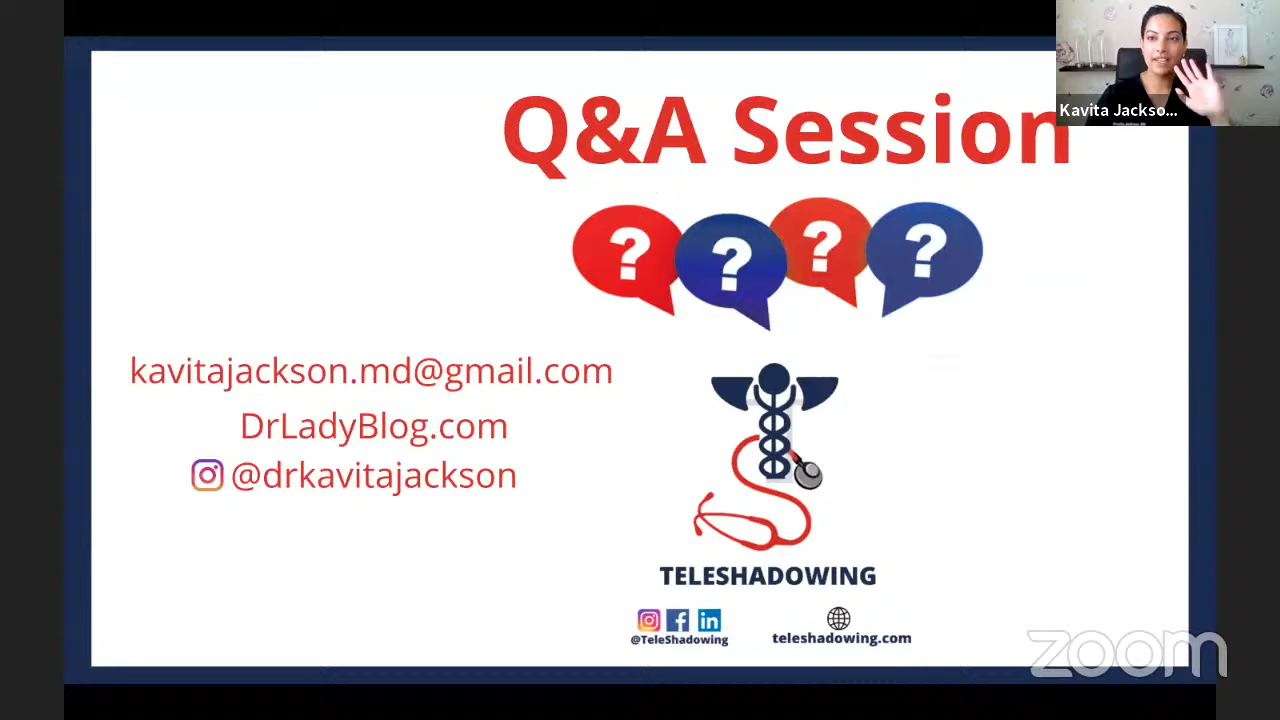 Q&A Session
Kavita Jackso...
? ? ? ?
kavitajackson.md@gmail.com
DrLadyBlog.com
@drkavitajackson
TELESHADOWING
@TeleShadowing
teleshadowing.com
zoom